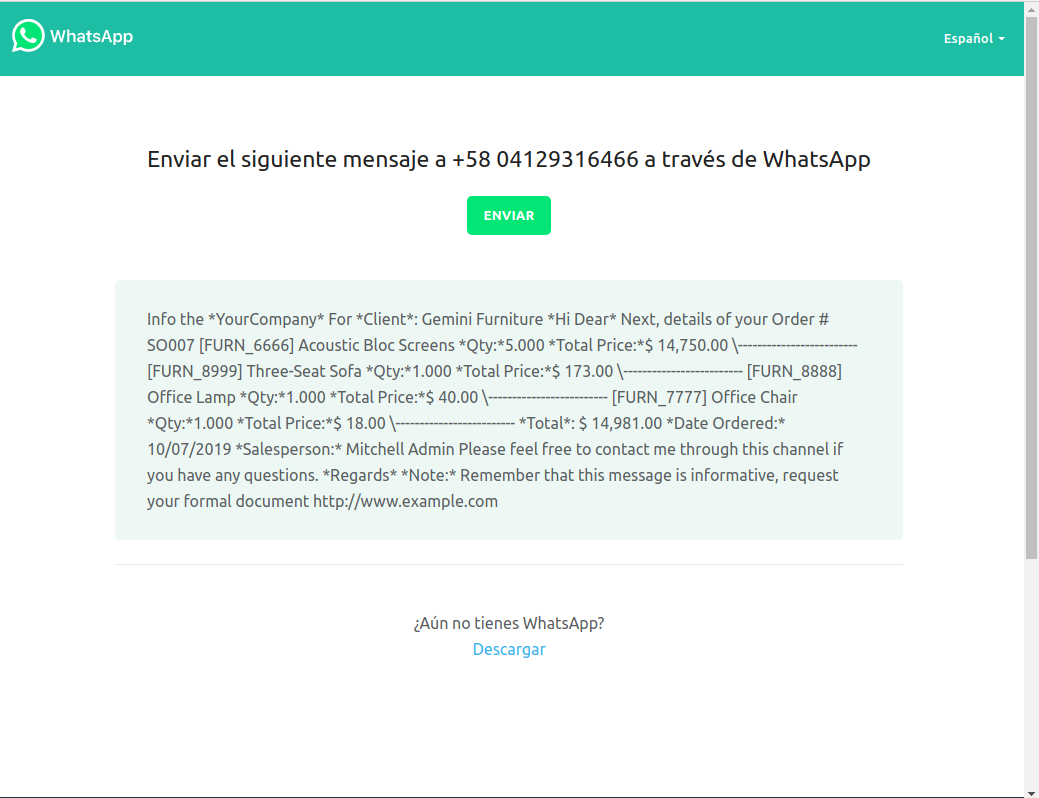 WhatsApp
Español
Enviar el siguiente mensaje a +58 04129316466 a través de WhatsApp
ENVIAR
Info the *YourCompany* For *Client*: Gemini Furniture *Hi Dear* Next, details of your Order #
SO007 [FURN_6666] Acoustic Bloc Screens *Qty:*5.000 *Total Price:*$ 14,750.00 \-------------------------
[FURN_8999] Three-Seat Sofa *Qty:*1.000 *Total Price:*$ 173.00 \------------------------- [FURN_8888]
Office Lamp *Qty:*1.000 *Total Price:*$ 40.00 \------------------------- [FURN_7777] Office Chair
*Qty:*1.000 *Total Price:*$ 18.00 \------------------------- *Total*: $ 14,981.00 *Date Ordered:*
10/07/2019 *Salesperson:* Mitchell Admin Please feel free to contact me through this channel if
you have any questions. *Regards* *Note:* Remember that this message is informative, request
your formal document http://www.example.com
¿Aún no tienes WhatsApp?
Descargar